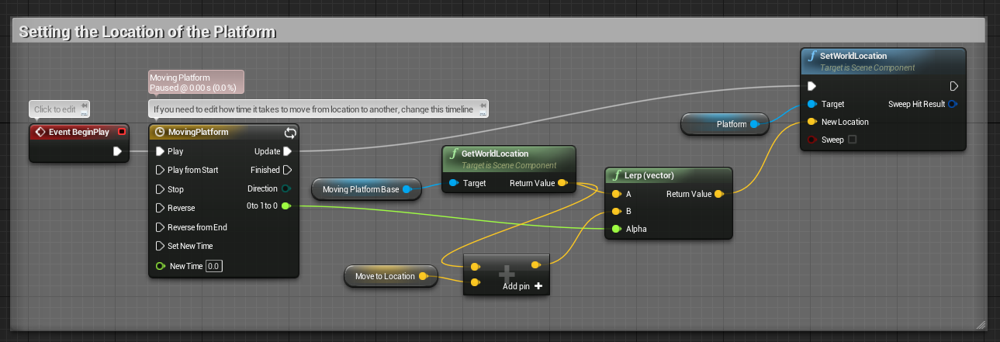 Setting the Location of the Platform
Moving Platform
Paused @ 0.00 s (0.0 %)
Click to edit
If you need to edit how time it takes to move from location to another, change this timeline
Event BeginPlay
MovingPlatform
Play
Update
Play from Start
Finished
Stop
Direction
Reverse
0to 1 to 0
Reverse from End
Set New Time
New Time 0.0
Moving Platform Base
GetWorldLocation
Target is Scene Component
Target
Return Value
Move to Location
Add pin
Lerp (vector)
A
Return Value
B
Alpha
Platform
SetWorldLocation
Target is Scene Component
Target
Sweep Hit Result
New Location
Sweep